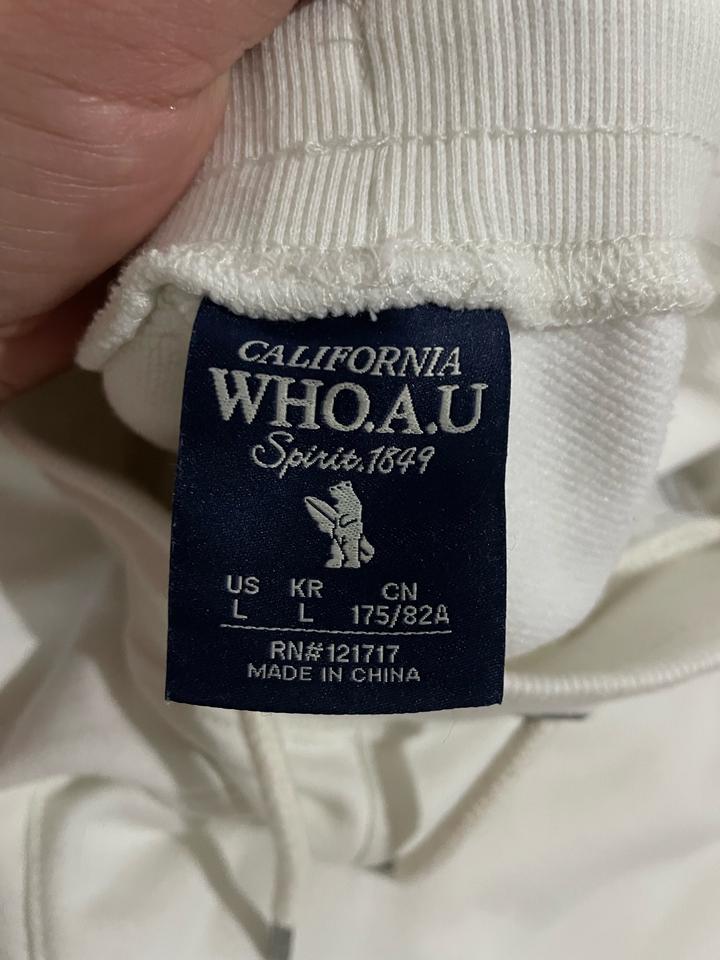 CALIFORNIA
WHO.A.U
Spirit.1849
US KR CN
L L 175/82A
RN#121717
MADE IN CHINA